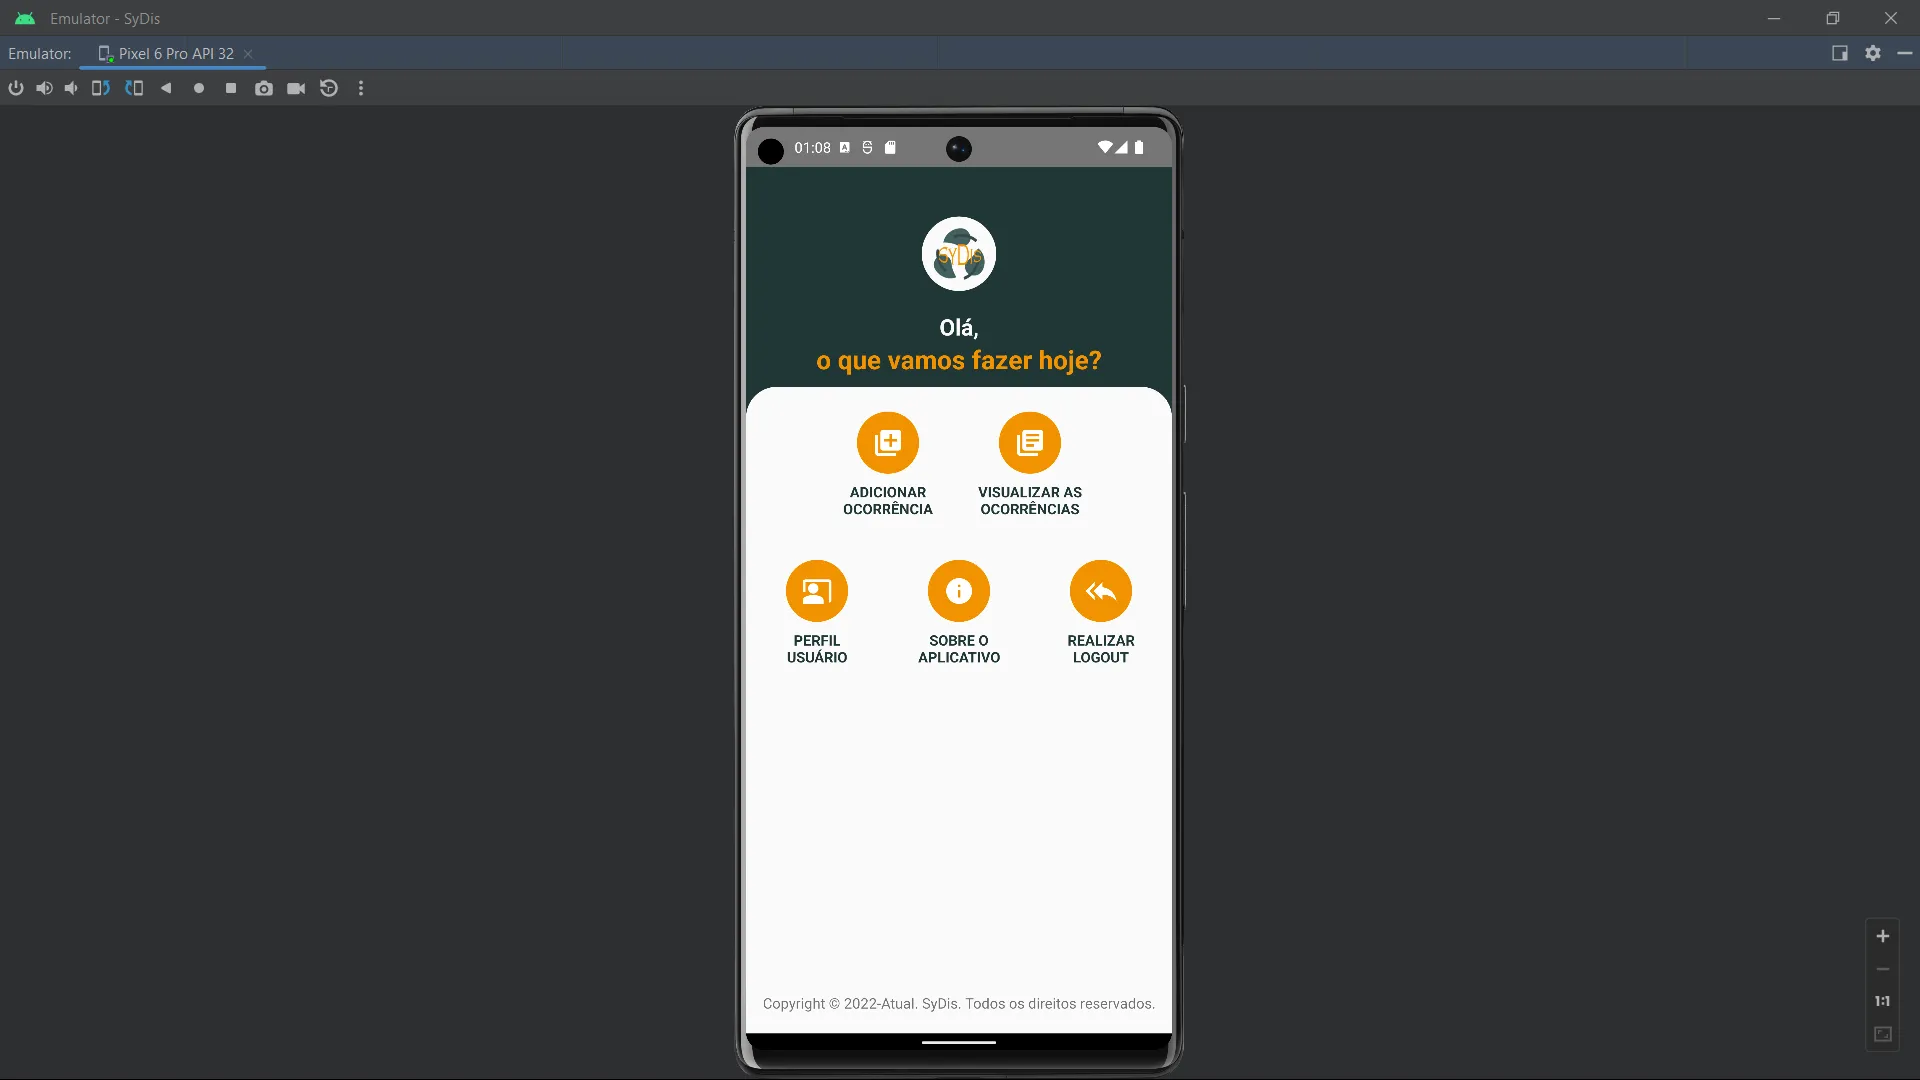 Emulator - SyDis
Emulator:
Pixel 6 Pro API 32
01:08
SyDis
Olá,
o que vamos fazer hoje?
ADICIONAR
OCORRÊNCIA
VISUALIZAR AS
OCORRÊNCIAS
PERFIL
USUÁRIO
SOBRE O
APLICATIVO
REALIZAR
LOGOUT
Copyright © 2022-Atual. SyDis. Todos os direitos reservados.
1:1